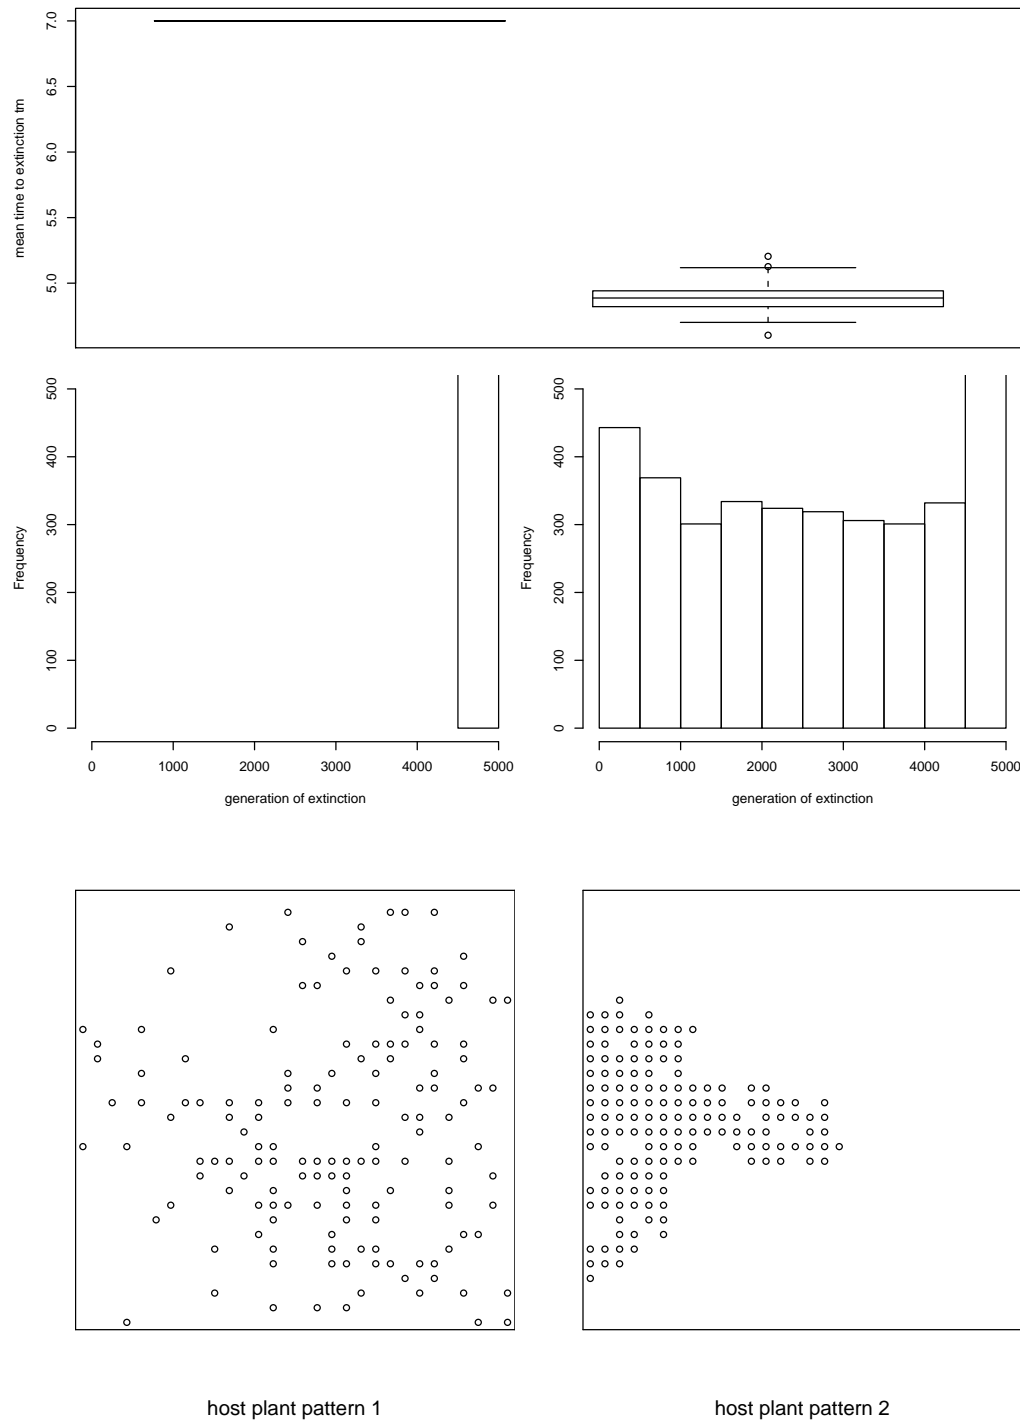 mean time to extinction tm
7.0
6.5
6.0
5.5
5.0
Frequency
500
400
300
200
100
0
0 1000 2000 3000 4000 5000
generation of extinction
Frequency
500
400
300
200
100
0
0 1000 2000 3000 4000 5000
generation of extinction
host plant pattern 1
host plant pattern 2